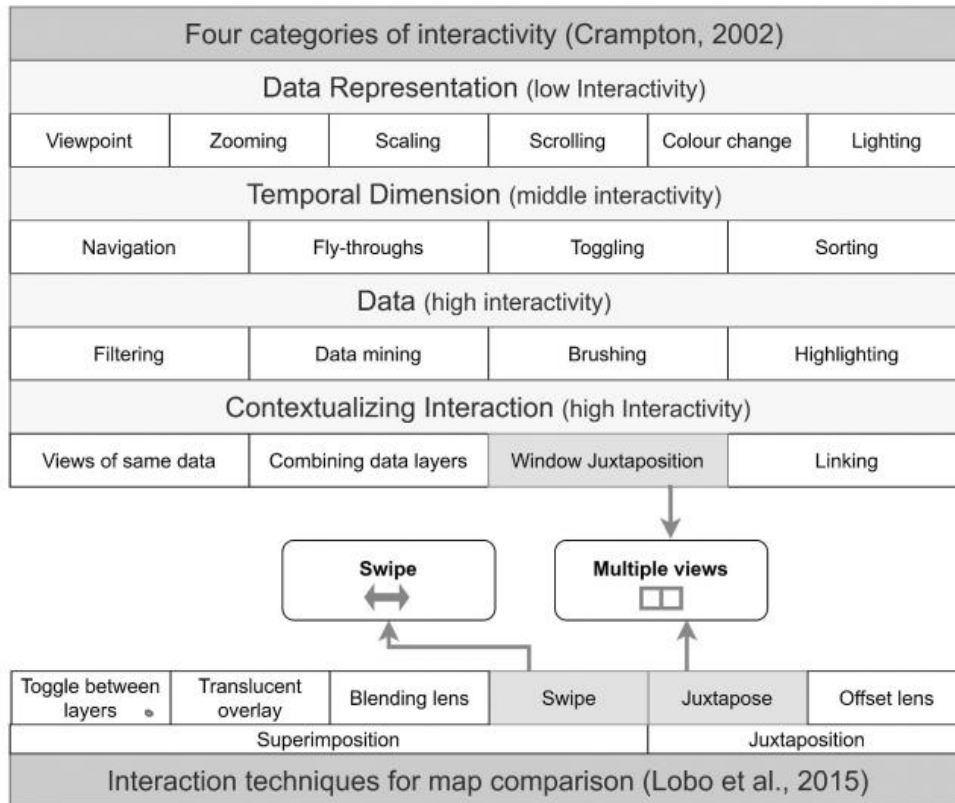 Four categories of interactivity (Crampton, 2002)
Data Representation (low Interactivity)
Viewpoint Zooming Scaling Scrolling Colour change Lighting
Temporal Dimension (middle interactivity)
Navigation Fly-throughs Toggling Sorting
Data (high interactivity)
Filtering Data mining Brushing Highlighting
Contextualizing Interaction (high Interactivity)
Views of same data Combining data layers Window Juxtaposition Linking
Swipe Multiple views
Toggle between layers Translucent overlay Blending lens Swipe Juxtapose Offset lens
Superimposition Juxtaposition
Interaction techniques for map comparison (Lobo et al., 2015)